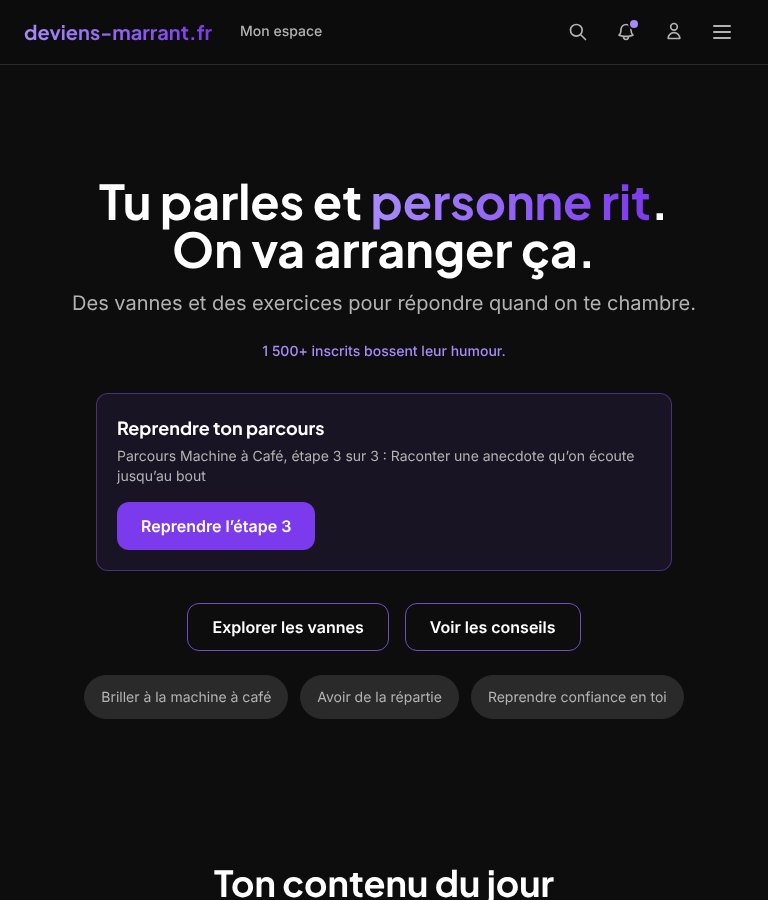 deviens-marrant.fr
Mon espace
Tu parles et personne rit.
On va arranger ça.
Des vannes et des exercices pour répondre quand on te chambre.
1 500+ inscrits bossent leur humour.
Reprendre ton parcours
Parcours Machine à Café, étape 3 sur 3 : Raconter une anecdote qu’on écoute
jusqu’au bout
Reprendre l’étape 3
Explorer les vannes
Voir les conseils
Briller à la machine à café
Avoir de la répartie
Reprendre confiance en toi
Ton contenu du jour